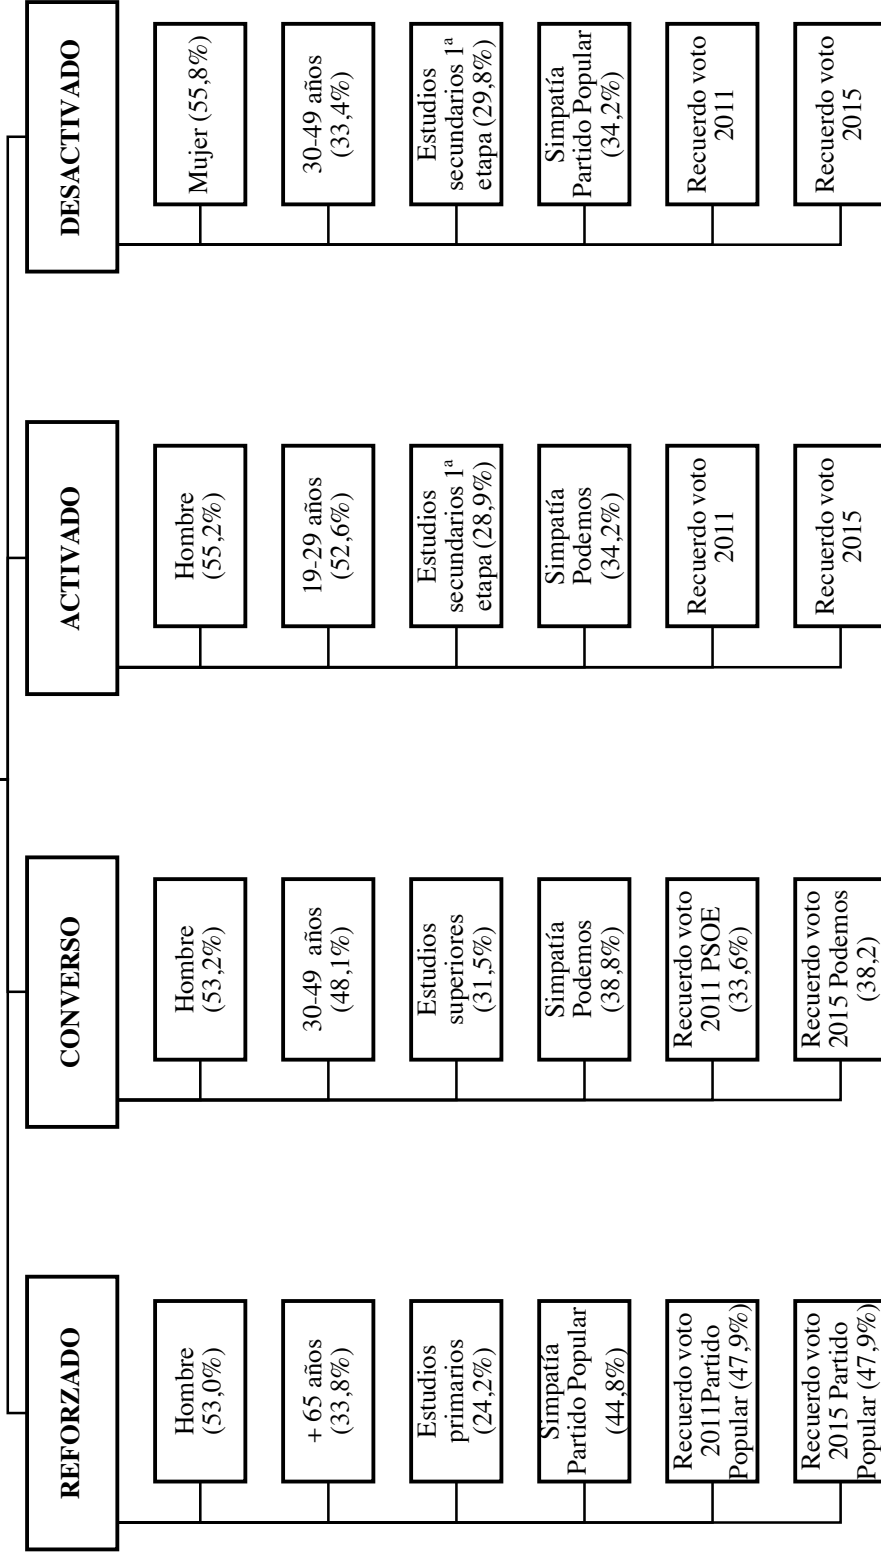 REFORZADO
Hombre
(53,0%)
+ 65 años
(33,8%)
Estudios
primarios
(24,2%)
Simpatía
Partido Popular
(44,8%)
Recuerdo voto
2011Partido
Popular (47,9%)
Recuerdo voto
2015 Partido
Popular (47,9%)
CONVERSO
Hombre
(53,2%)
30-49 años
(48,1%)
Estudios
superiores
(31,5%)
Simpatía
Podemos
(38,8%)
Recuerdo voto
2011 PSOE
(33,6%)
Recuerdo voto
2015 Podemos
(38,2)
ACTIVADO
Hombre
(55,2%)
19-29 años
(52,6%)
Estudios
secundarios 1ª
etapa (28,9%)
Simpatía
Podemos
(34,2%)
Recuerdo voto
2011
Recuerdo voto
2015
DESACTIVADO
Mujer (55,8%)
30-49 años
(33,4%)
Estudios
secundarios 1ª
etapa (29,8%)
Simpatía
Partido Popular
(34,2%)
Recuerdo voto
2011
Recuerdo voto
2015